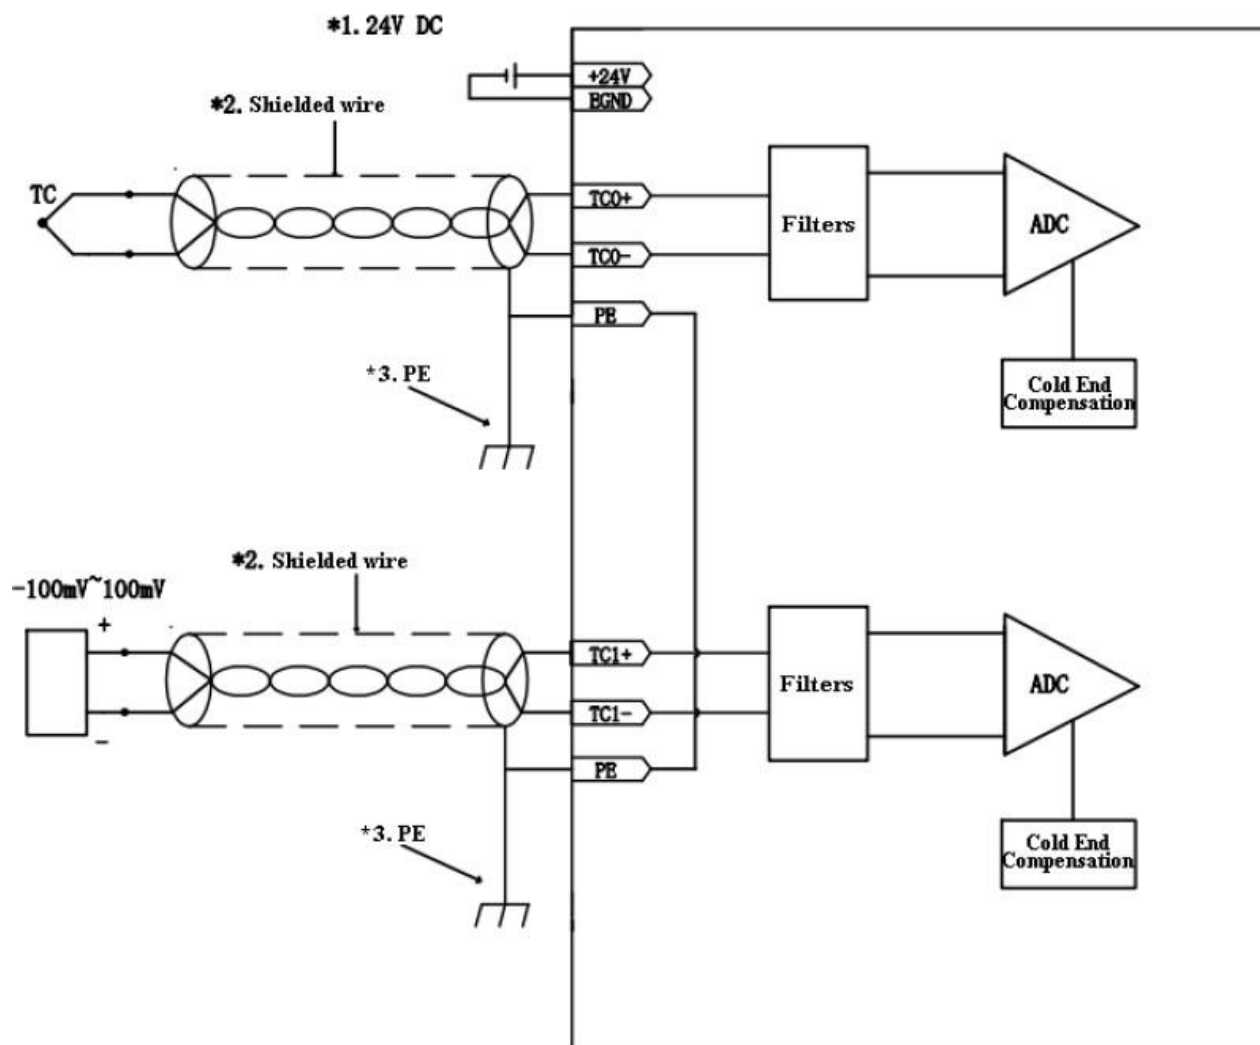 *1. 24V DC
+24V
EGND
*2. Shielded wire
TC
TC0+
TC0-
Filters
ADC
PE
*3. PE
Cold End
Compensation
*2. Shielded wire
-100mV~100mV
+
-
TC1+
TC1-
Filters
ADC
PE
*3. PE
Cold End
Compensation